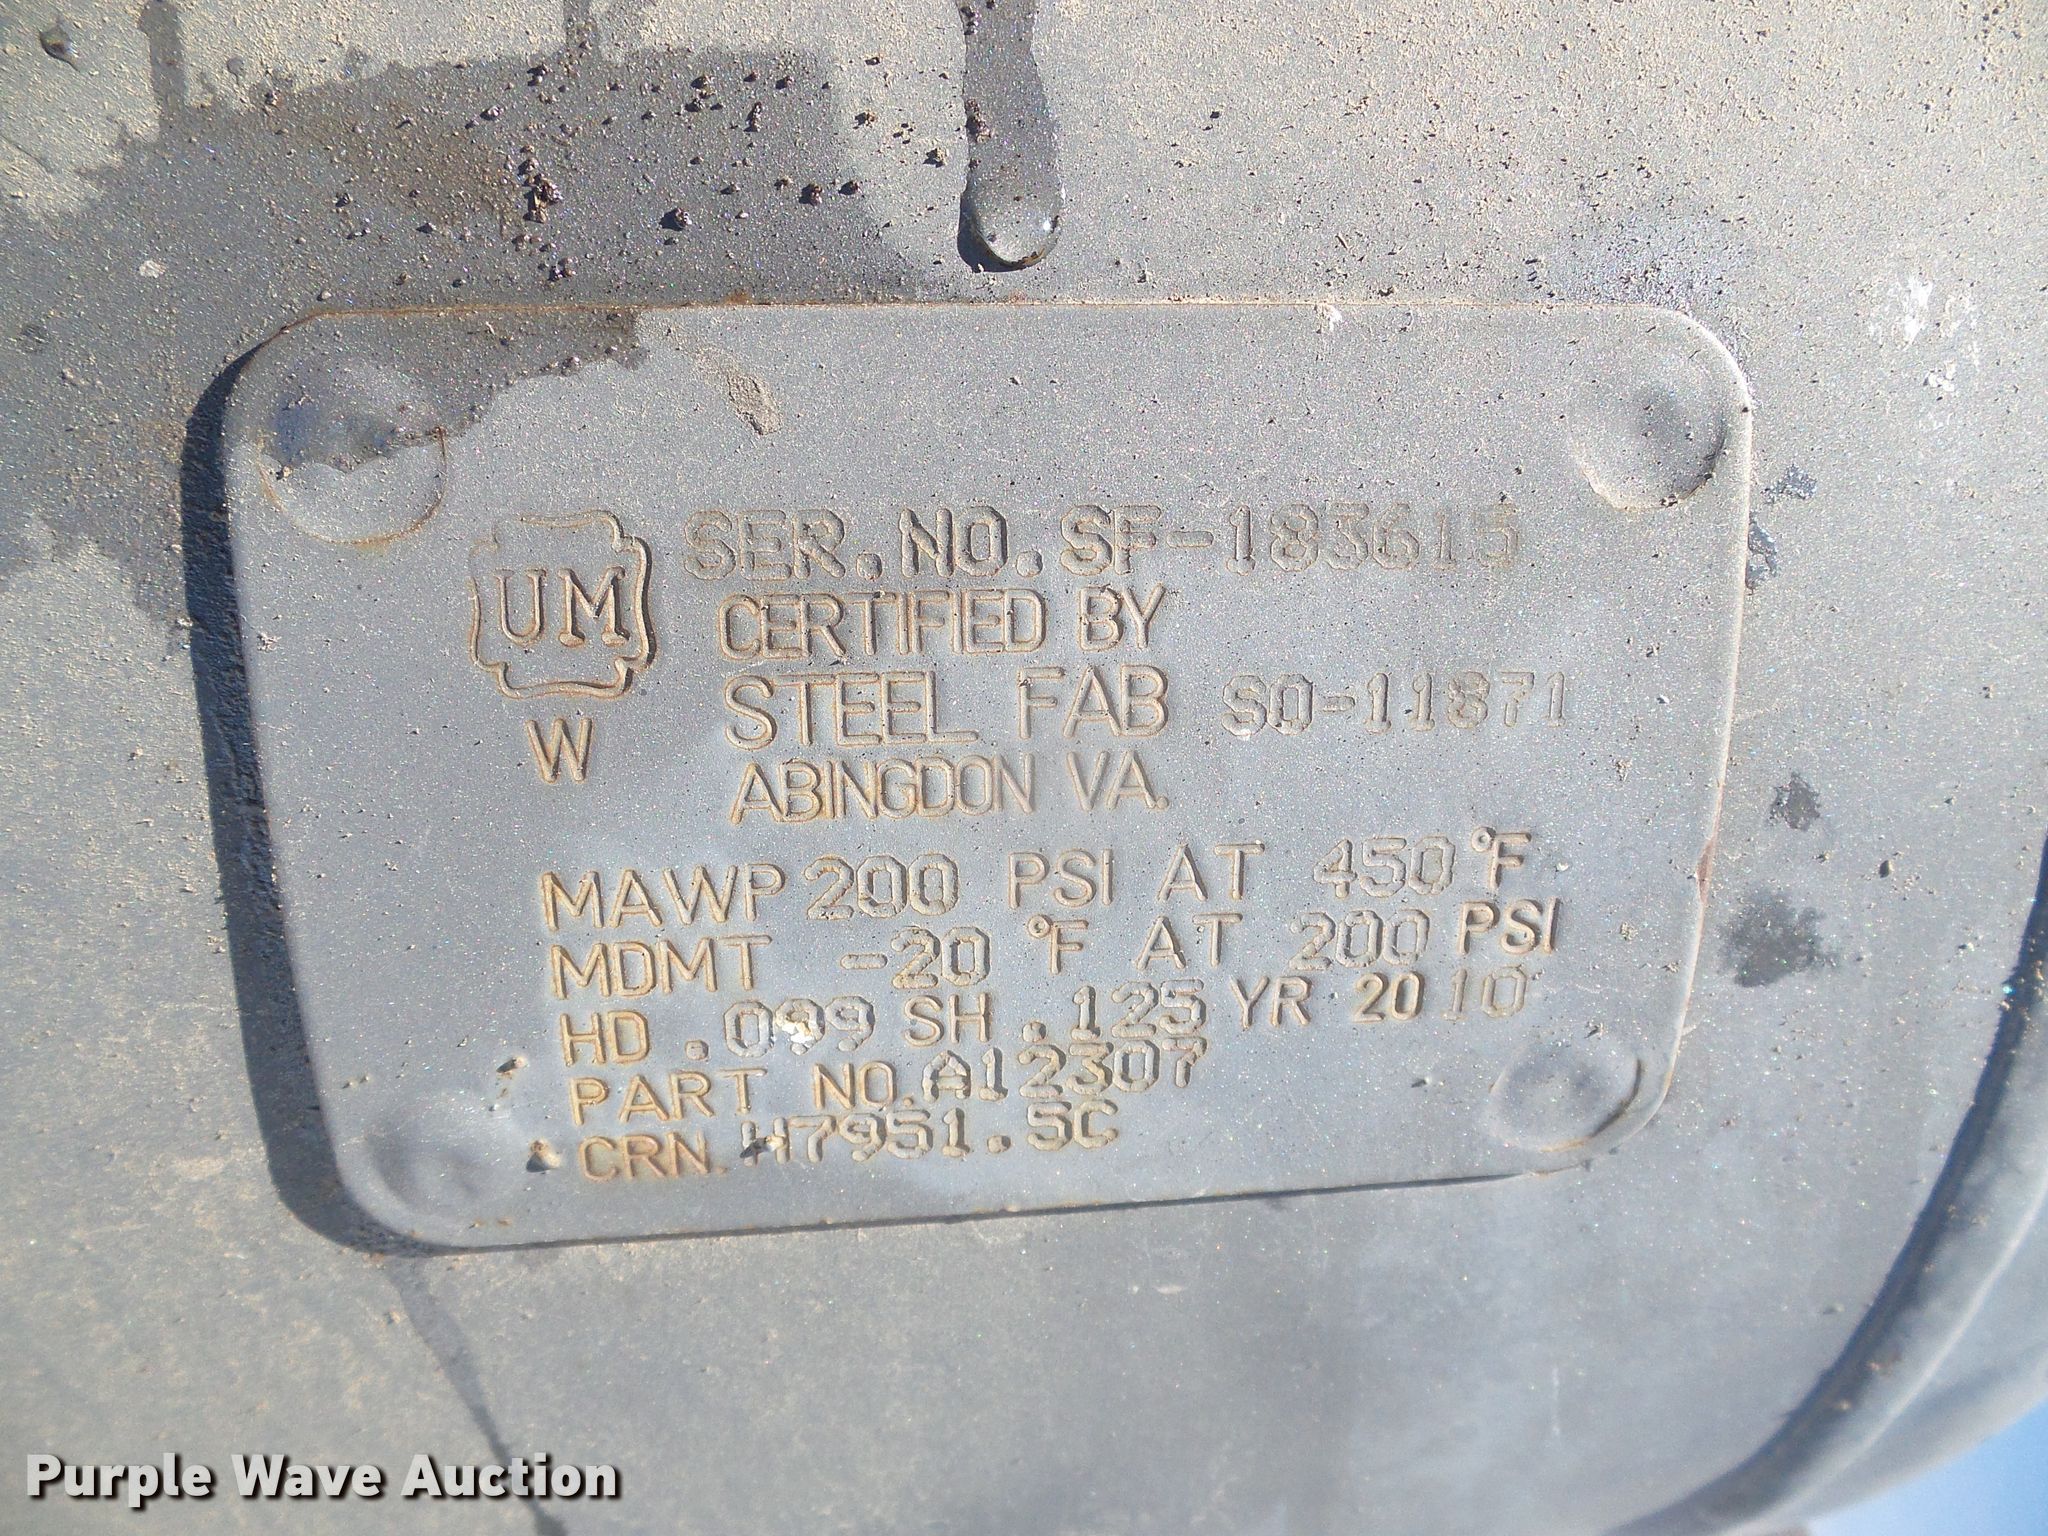 SER.NO.SF-183615
UM
CERTIFIED BY
W
STEEL FAB SO-11871
ABINGDON VA.
MAWP 200 PSI AT 450°F
MDMT -20 °F AT 200 PSI
HD .099 SH .125 YR 2010
PART NO. A12307
CRN. H7951.5C
Purple Wave Auction